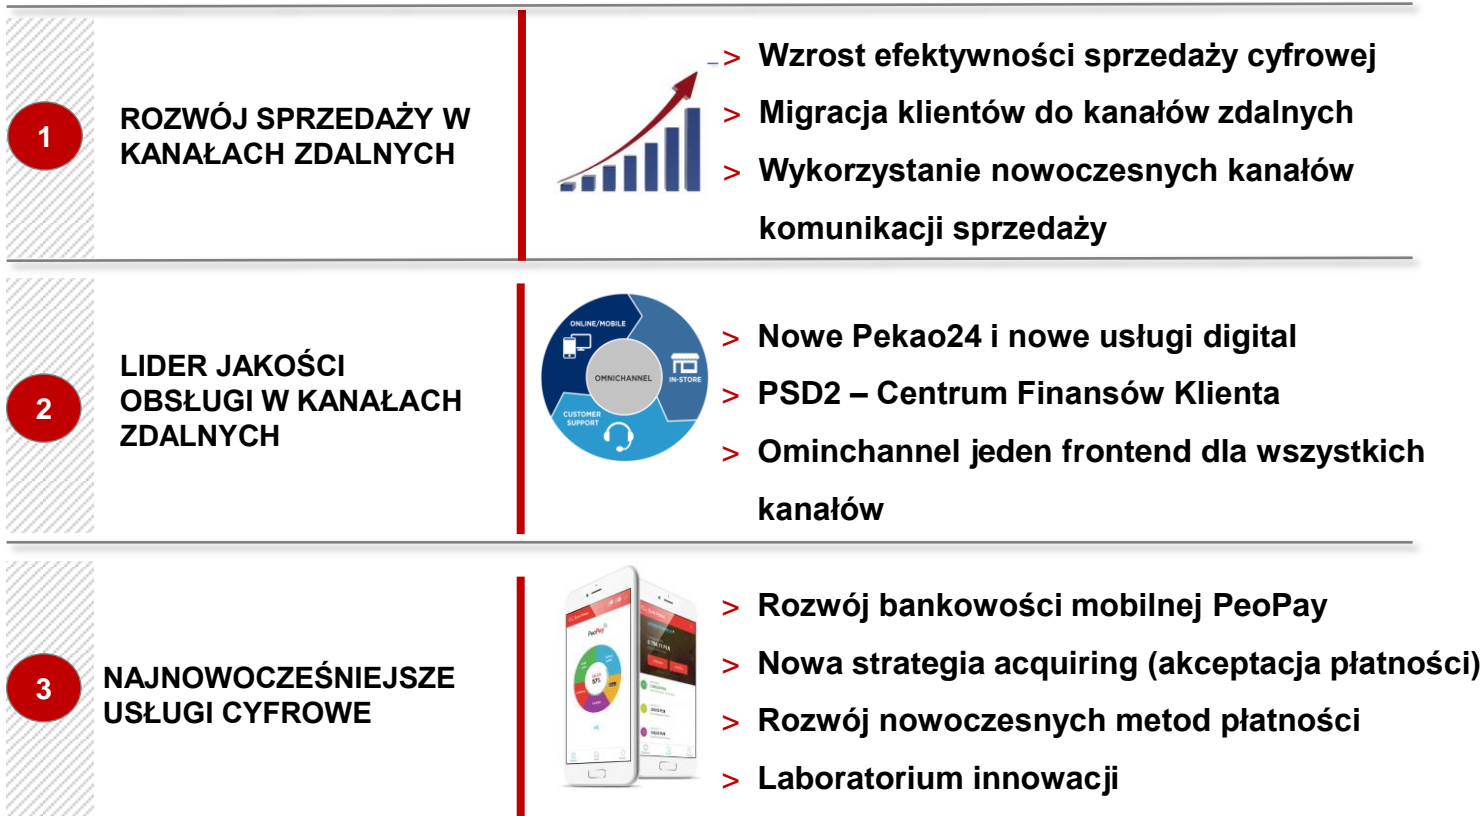 1
ROZWÓJ SPRZEDAŻY W
KANAŁACH ZDALNYCH
> Wzrost efektywności sprzedaży cyfrowej
> Migracja klientów do kanałów zdalnych
> Wykorzystanie nowoczesnych kanałów
komunikacji sprzedaży
2
LIDER JAKOŚCI
OBSŁUGI W KANAŁACH
ZDALNYCH
ONLINE/MOBILE
IN-STORE
OMNICHANNEL
CUSTOMER
SUPPORT
> Nowe Pekao24 i nowe usługi digital
> PSD2 – Centrum Finansów Klienta
> Ominchannel jeden frontend dla wszystkich
kanałów
3
NAJNOWOCZEŚNIEJSZE
USŁUGI CYFROWE
PeoPay
57%
> Rozwój bankowości mobilnej PeoPay
> Nowa strategia acquiring (akceptacja płatności)
> Rozwój nowoczesnych metod płatności
> Laboratorium innowacji